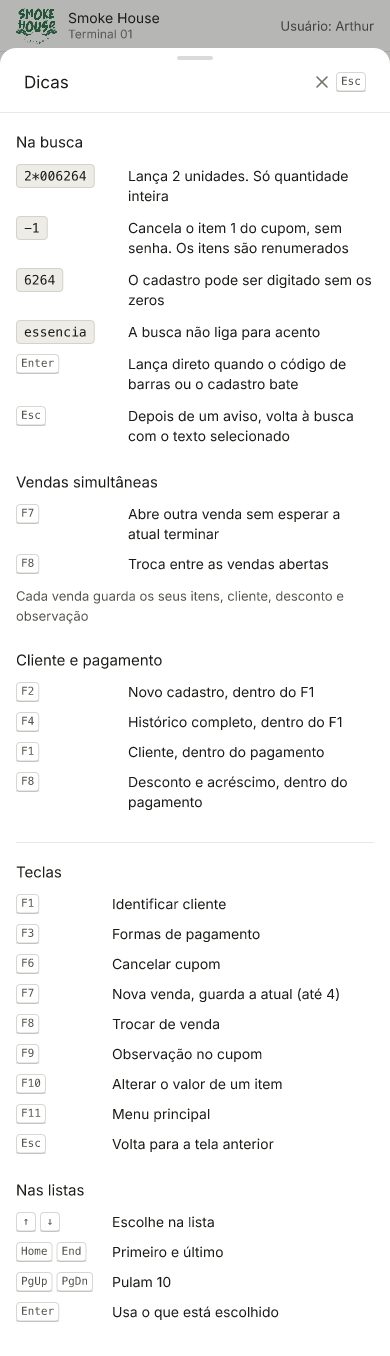 SMOKE
HOUSE
Smoke House
Terminal 01
Usuário: Arthur
Dicas
Esc
Na busca
2*006264
Lança 2 unidades. Só quantidade
inteira
−1
Cancela o item 1 do cupom, sem
senha. Os itens são renumerados
6264
O cadastro pode ser digitado sem os
zeros
essencia
A busca não liga para acento
Enter
Lança direto quando o código de
barras ou o cadastro bate
Esc
Depois de um aviso, volta à busca
com o texto selecionado
Vendas simultâneas
F7
Abre outra venda sem esperar a
atual terminar
F8
Troca entre as vendas abertas
Cada venda guarda os seus itens, cliente, desconto e
observação
Cliente e pagamento
F2
Novo cadastro, dentro do F1
F4
Histórico completo, dentro do F1
F1
Cliente, dentro do pagamento
F8
Desconto e acréscimo, dentro do
pagamento
Teclas
F1
Identificar cliente
F3
Formas de pagamento
F6
Cancelar cupom
F7
Nova venda, guarda a atual (até 4)
F8
Trocar de venda
F9
Observação no cupom
F10
Alterar o valor de um item
F11
Menu principal
Esc
Volta para a tela anterior
Nas listas
↑ ↓
Escolhe na lista
Home End
Primeiro e último
PgUp PgDn
Pulam 10
Enter
Usa o que está escolhido